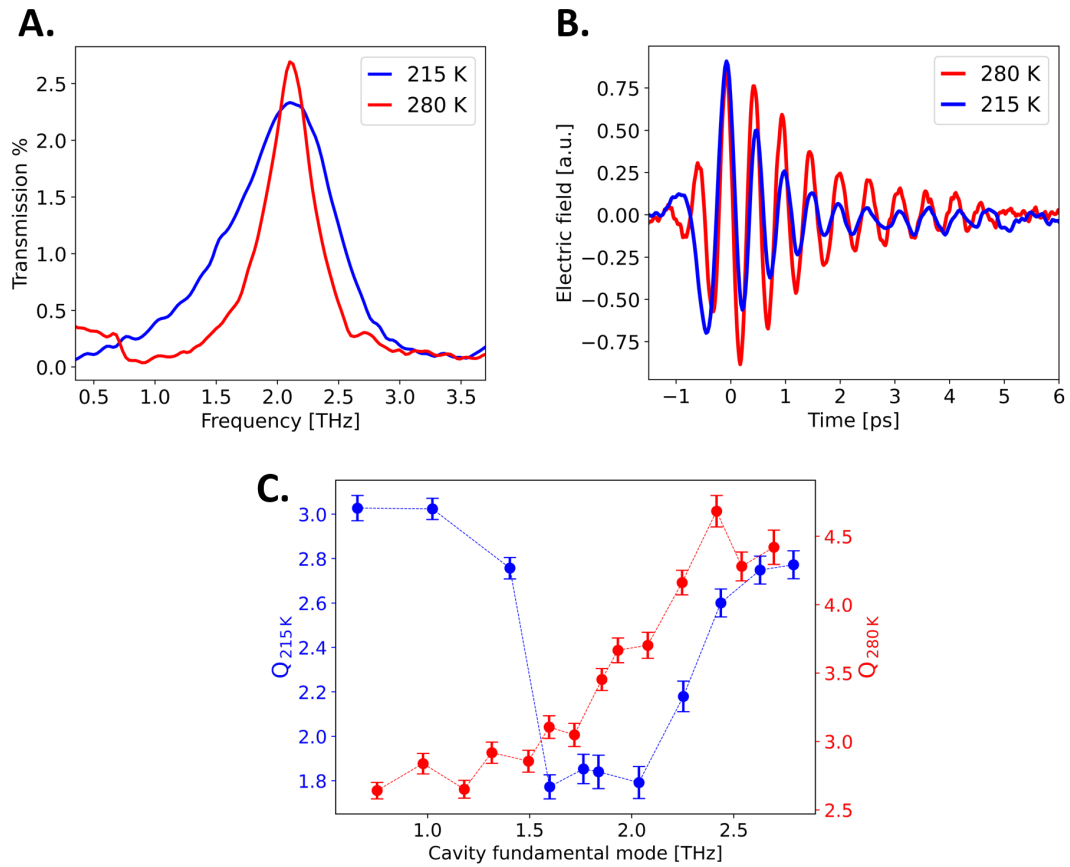 A.
215 K
280 K
Transmission %
2.5
2.0
1.5
1.0
0.5
0.0
0.5 1.0 1.5 2.0 2.5 3.0 3.5
Frequency [THz]
B.
280 K
215 K
Electric field [a.u.]
0.75
0.50
0.25
0.00
−0.25
−0.50
−0.75
−1 0 1 2 3 4 5 6
Time [ps]
C.
Q215 K
3.0
2.8
2.6
2.4
2.2
2.0
1.8
4.5
4.0
3.5
3.0
2.5
Q280 K
1.0 1.5 2.0 2.5
Cavity fundamental mode [THz]